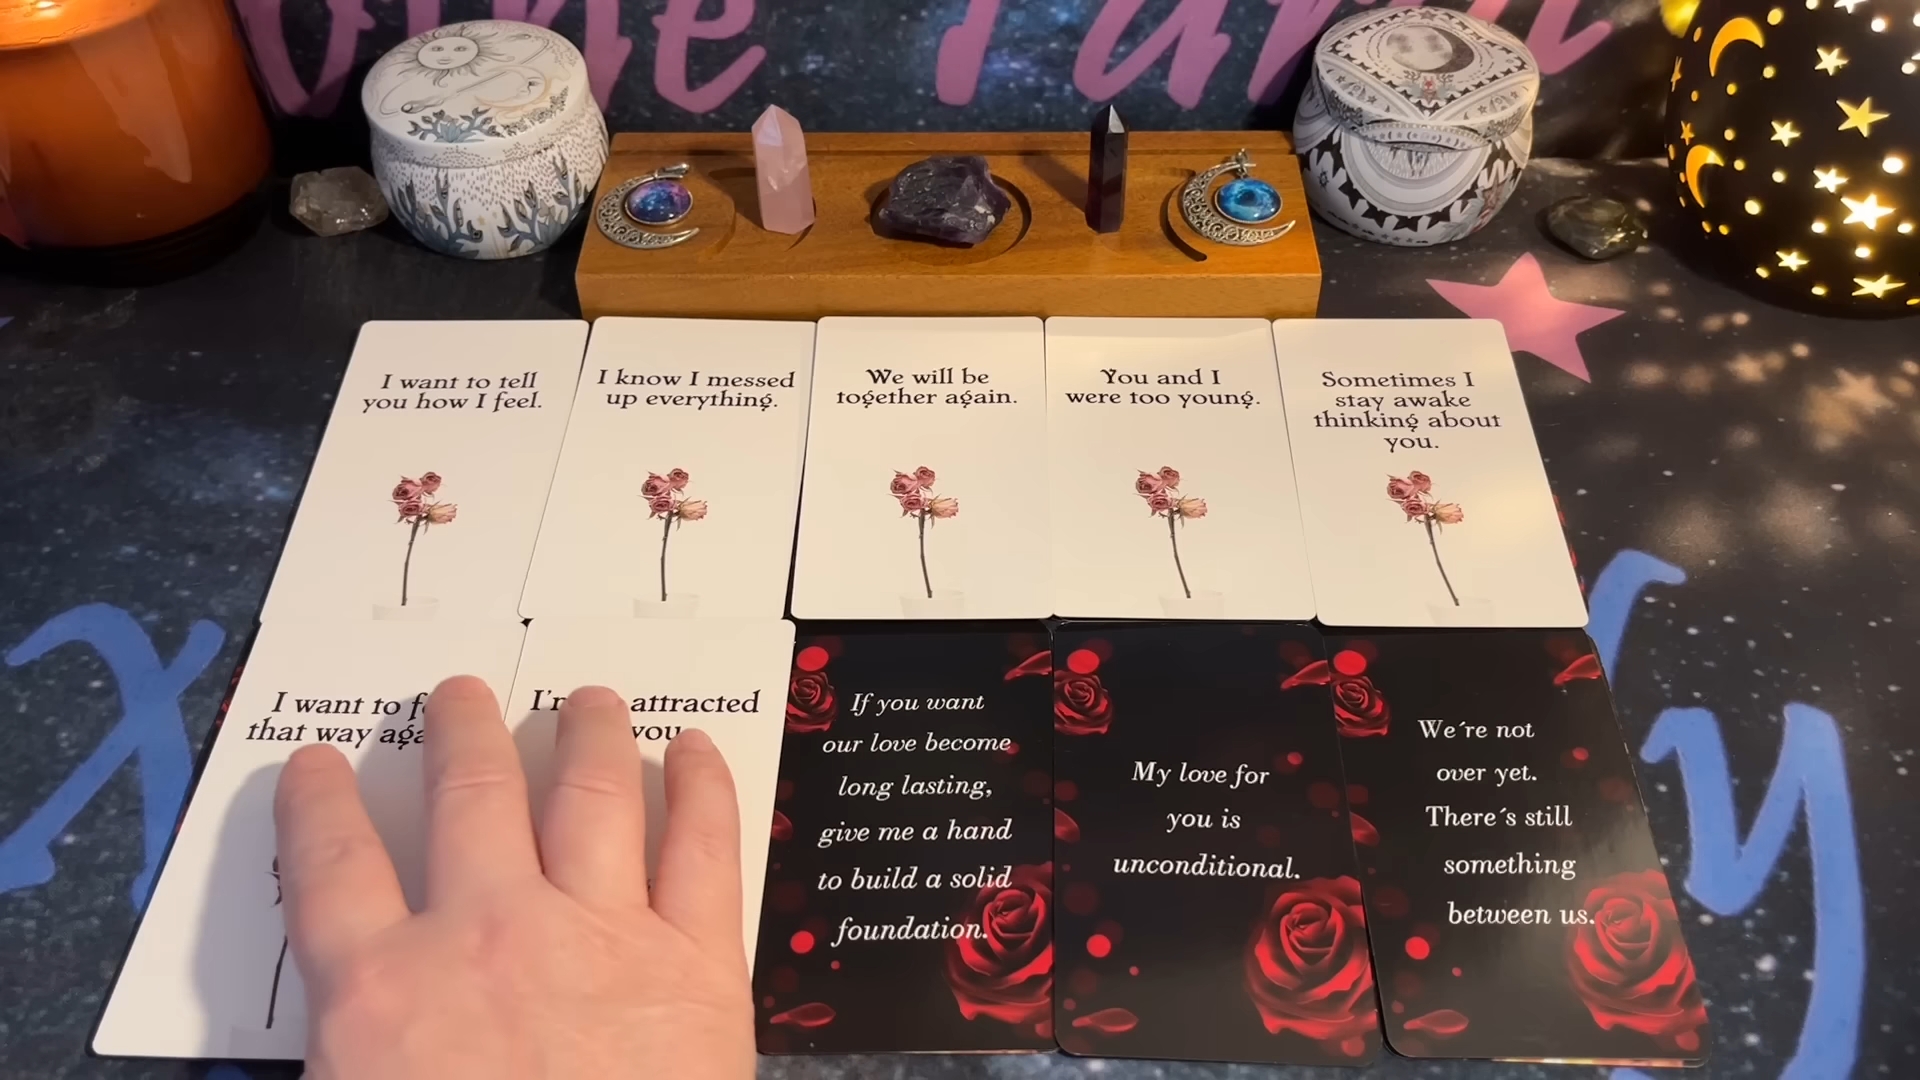 I want to tell
you how I feel.
I know I messed
up everything.
We will be
together again.
You and I
were too young.
Sometimes I
stay awake
thinking about
you.
I want to
that way
attracted
you
If you want
our love become
long lasting,
give me a hand
to build a solid
foundation.
My love for
you is
unconditional.
We´re not
over yet.
There´s still
something
between us.